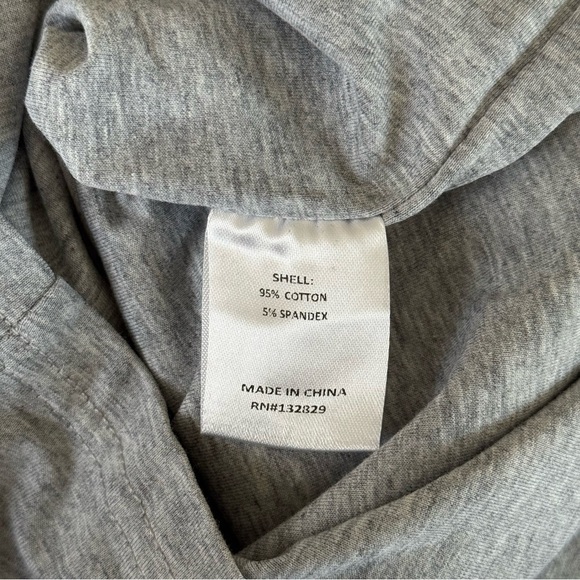 SHELL:
95% COTTON
5% SPANDEX
MADE IN CHINA
RN#132829